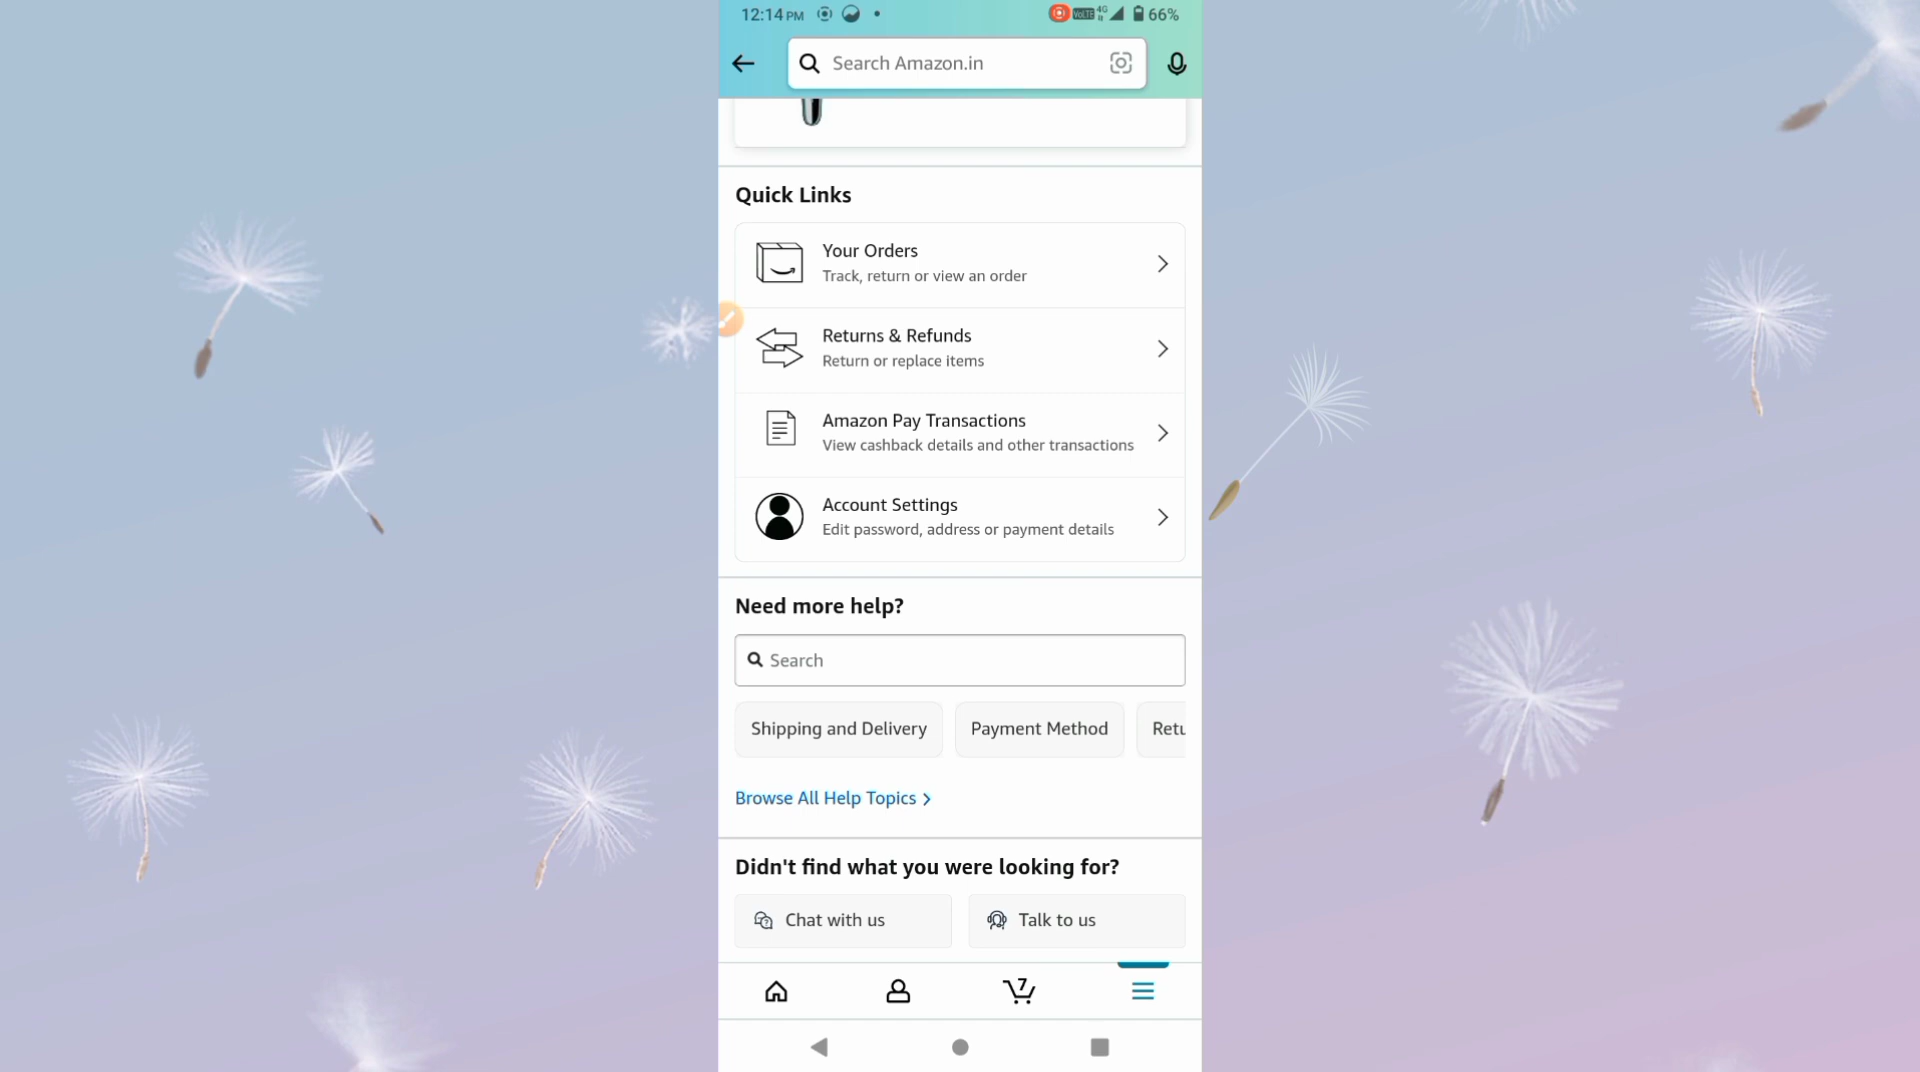 12:14 PM
VoLTE 4G 66%
Search Amazon.in
Quick Links
Your Orders
Track, return or view an order
Returns & Refunds
Return or replace items
Amazon Pay Transactions
View cashback details and other transactions
Account Settings
Edit password, address or payment details
Need more help?
Search
Shipping and Delivery
Payment Method
Retu
Browse All Help Topics
Didn't find what you were looking for?
Chat with us
Talk to us
7